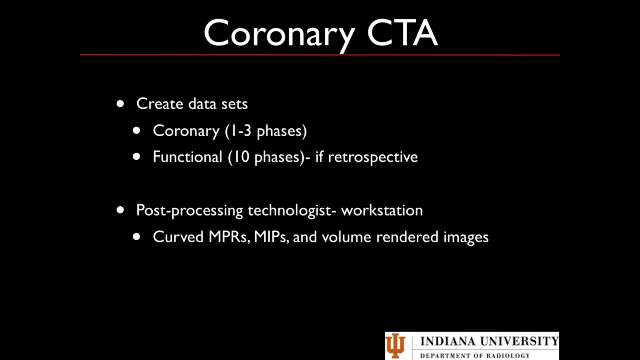 Coronary CTA
• Create data sets
• Coronary (1-3 phases)
• Functional (10 phases)- if retrospective
• Post-processing technologist- workstation
• Curved MPRs, MIPs, and volume rendered images
INDIANA UNIVERSITY
DEPARTMENT OF RADIOLOGY